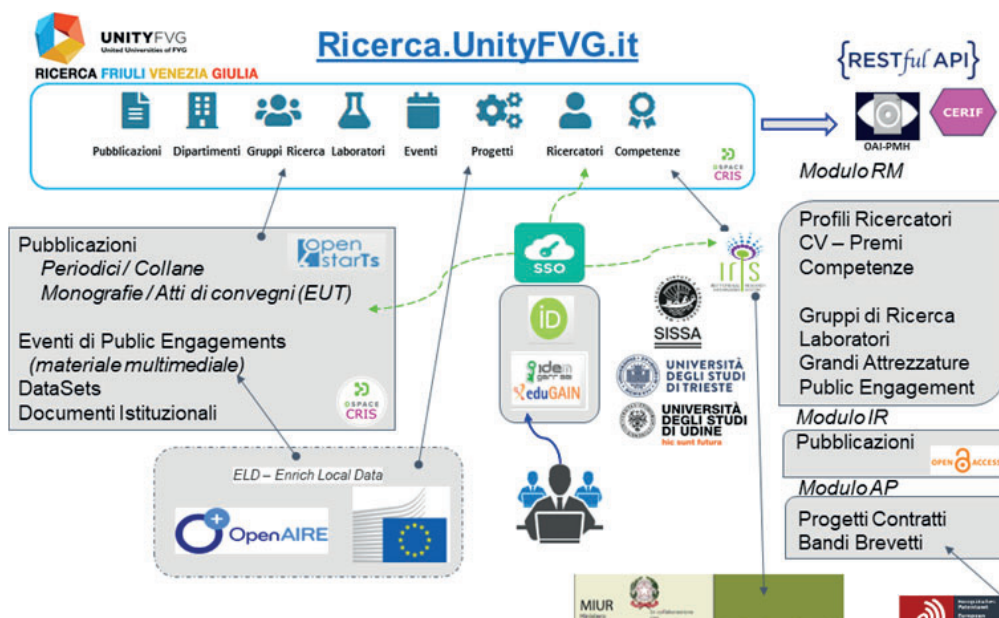 UNITYFVG
United Universities of FVG
RICERCA FRIULI VENEZIA GIULIA
Ricerca.UnityFVG.it
{RESTful API}
Pubblicazioni Dipartimenti Gruppi Ricerca Laboratori Eventi Progetti Ricercatori Competenze
DSPACE
CRIS
OAI-PMH
CERIF
Modulo RM
Pubblicazioni
Periodici / Collane
Monografie / Atti di convegni (EUT)
Eventi di Public Engagements
(materiale multimediale)
DataSets
Documenti Istituzionali
open
starTs
DSPACE
CRIS
SSO
iD
idem
garr aai
eduGAIN
IRIS
SISSA
UNIVERSITÀ
DEGLI STUDI
DI TRIESTE
UNIVERSITÀ
DEGLI STUDI
DI UDINE
hic sunt futura
Profili Ricercatori
CV – Premi
Competenze
Gruppi di Ricerca
Laboratori
Grandi Attrezzature
Public Engagement
Modulo IR
Pubblicazioni
OPEN ACCESS
Modulo AP
Progetti Contratti
Bandi Brevetti
ELD – Enrich Local Data
OpenAIRE
MIUR
In collaborazione